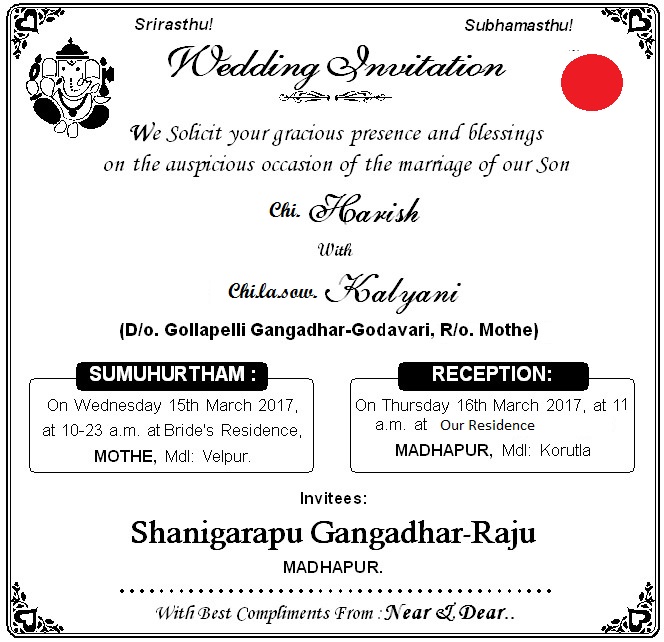 Srirasthu!
Subhamasthu!
Wedding Invitation
We Solicit your gracious presence and blessings
on the auspicious occasion of the marriage of our Son
Chi. Harish
With
Chi.la.sow. Kalyani
(D/o. Gollapelli Gangadhar-Godavari, R/o. Mothe)
SUMUHURTHAM :
On Wednesday 15th March 2017,
at 10-23 a.m. at Bride's Residence,
MOTHE, Mdl: Velpur.
RECEPTION:
On Thursday 16th March 2017, at 11
a.m. at Our Residence
MADHAPUR, Mdl: Korutla
Invitees:
Shanigarapu Gangadhar-Raju
MADHAPUR.
With Best Compliments From : Near & Dear..